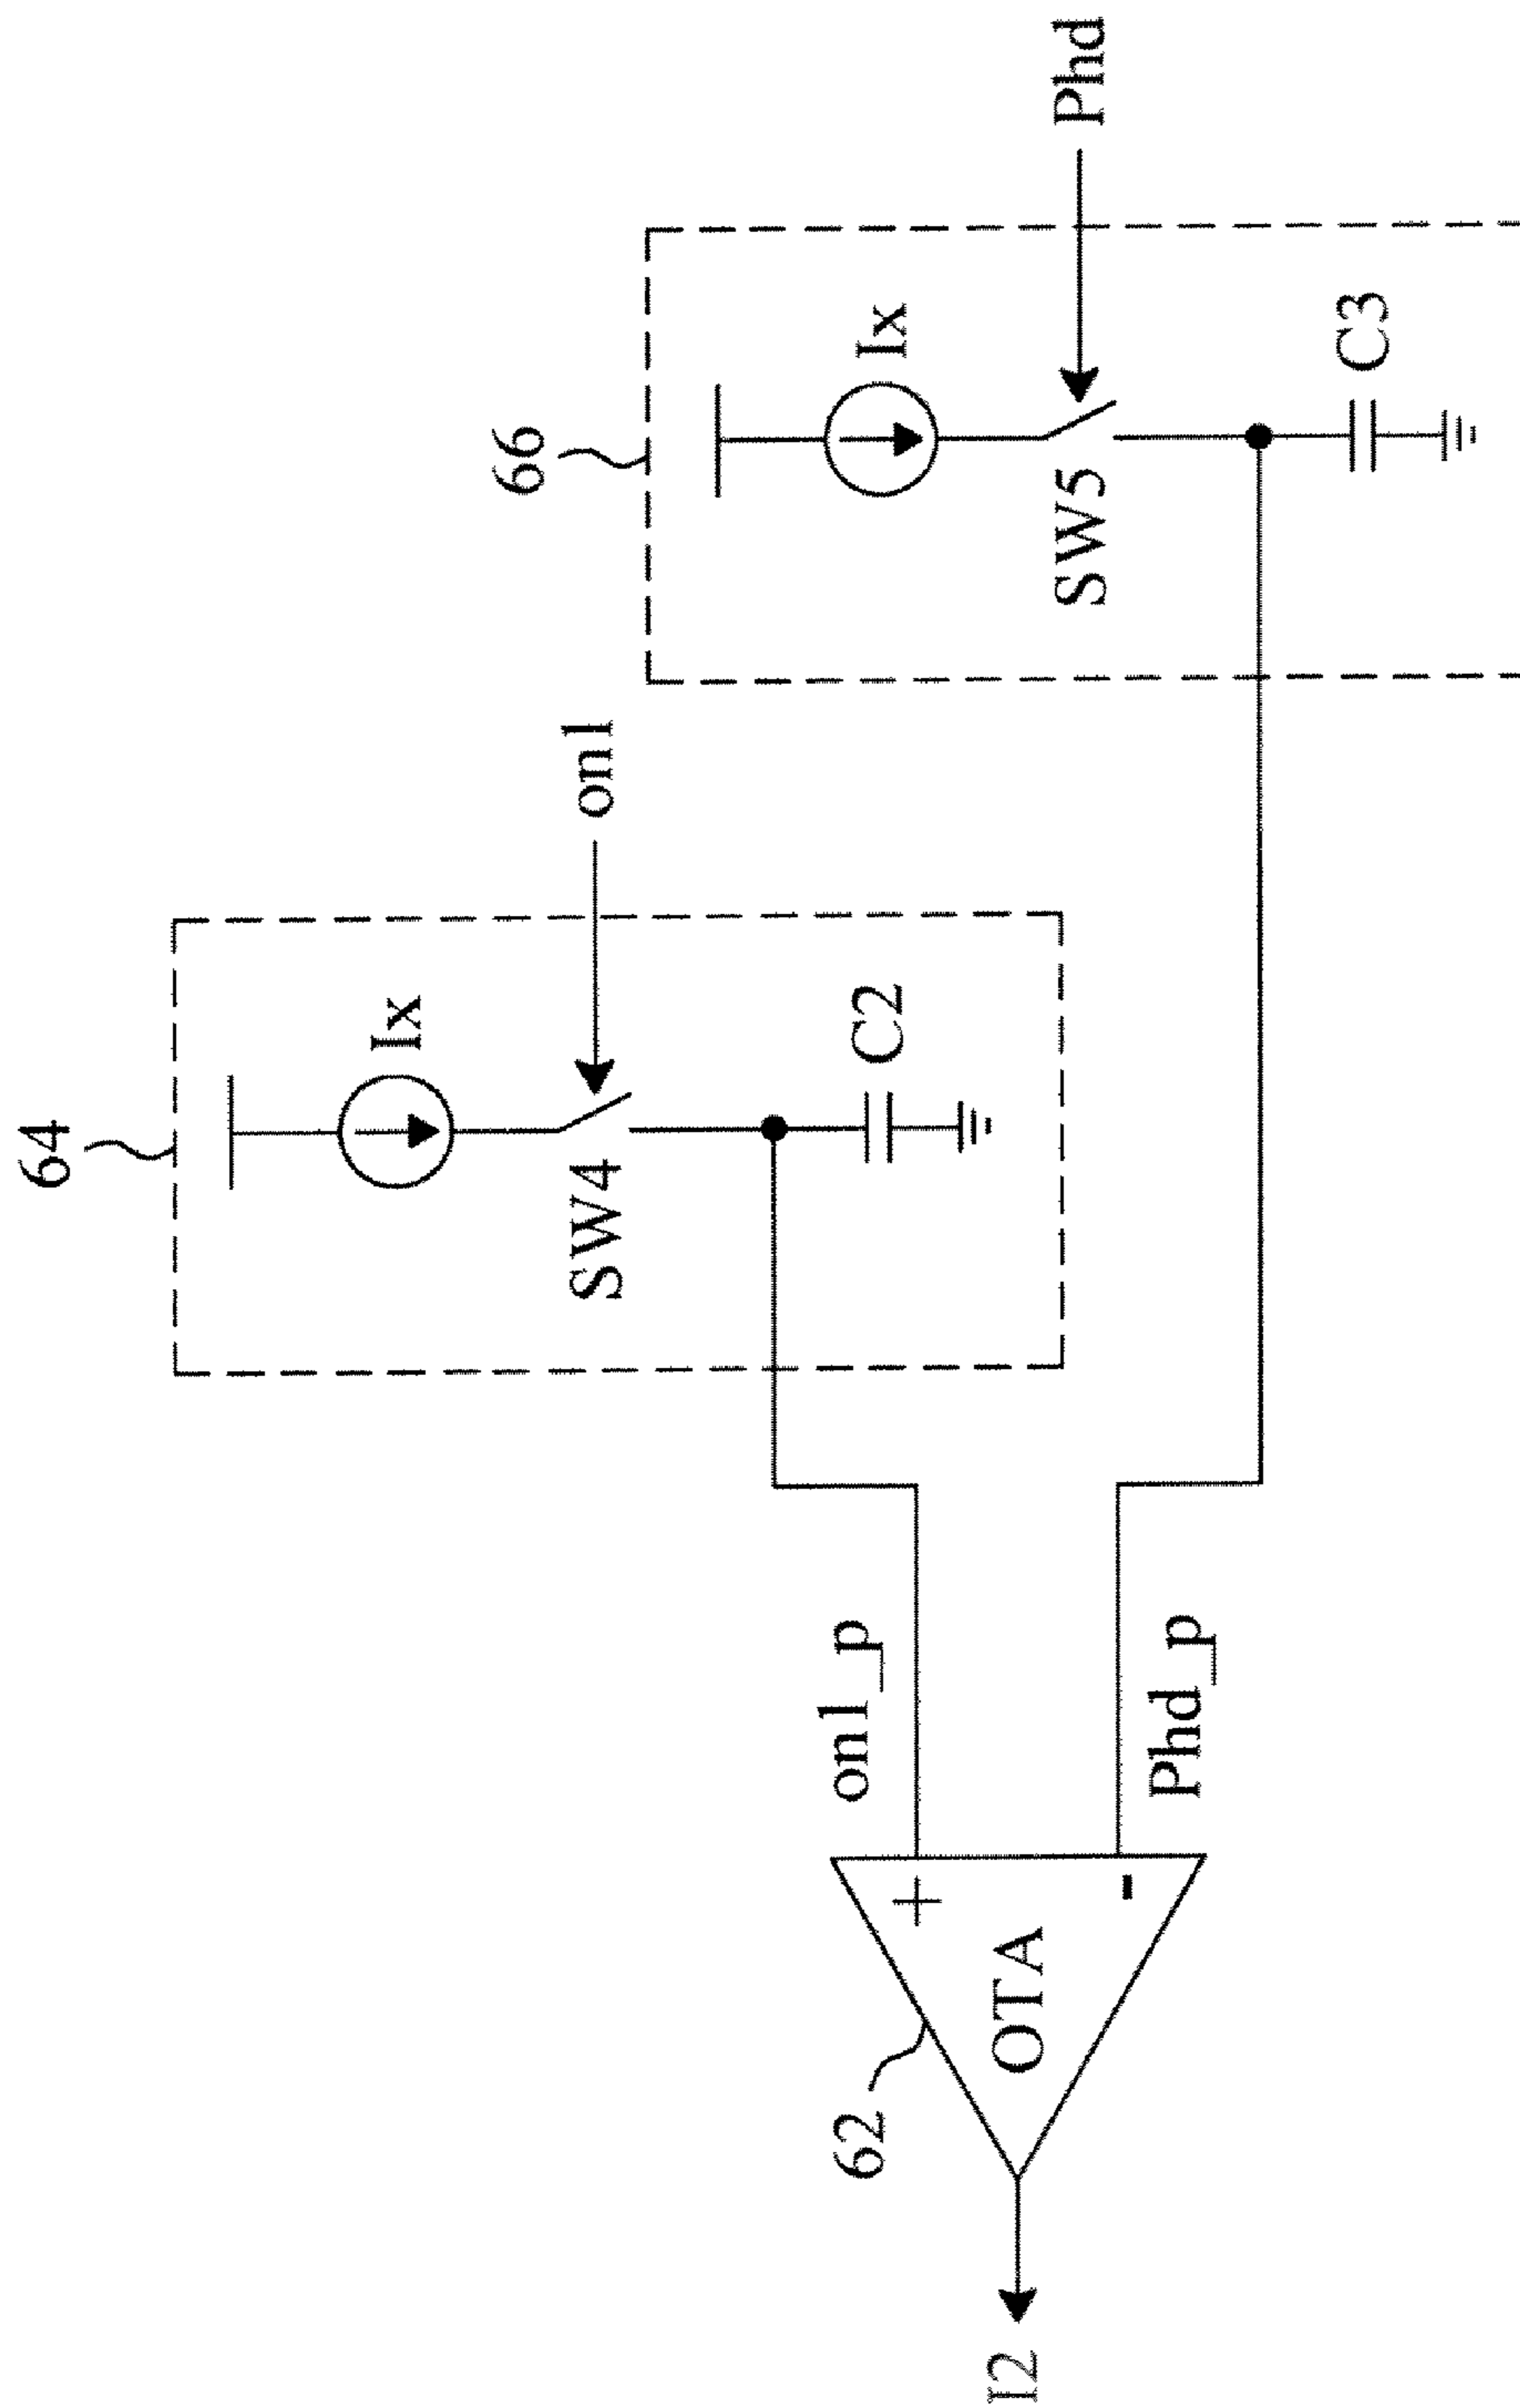 64
Ix
on1
SW4
C2
66
Ix
Phd
SW5
C3
on1_p
Phd_p
+
-
OTA
62
I2